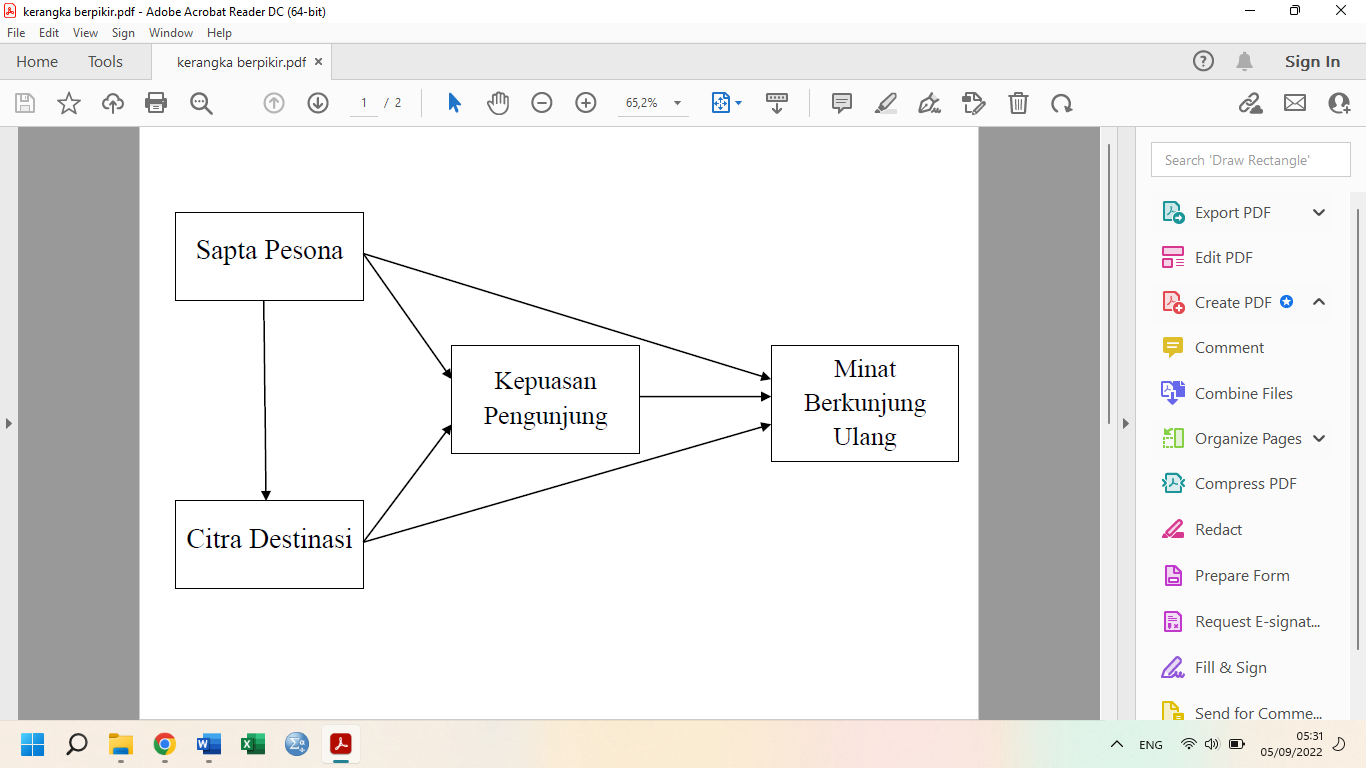 kerangka berpikir.pdf - Adobe Acrobat Reader DC (64-bit)
File Edit View Sign Window Help
Home Tools kerangka berpikir.pdf × Sign In
1 / 2 65,2%
Search 'Draw Rectangle'
Export PDF
Edit PDF
Create PDF
Comment
Combine Files
Organize Pages
Compress PDF
Redact
Prepare Form
Request E-signat...
Fill & Sign
Send for Comme...
Sapta Pesona
Kepuasan
Pengunjung
Minat
Berkunjung
Ulang
Citra Destinasi
ENG
05:31
05/09/2022